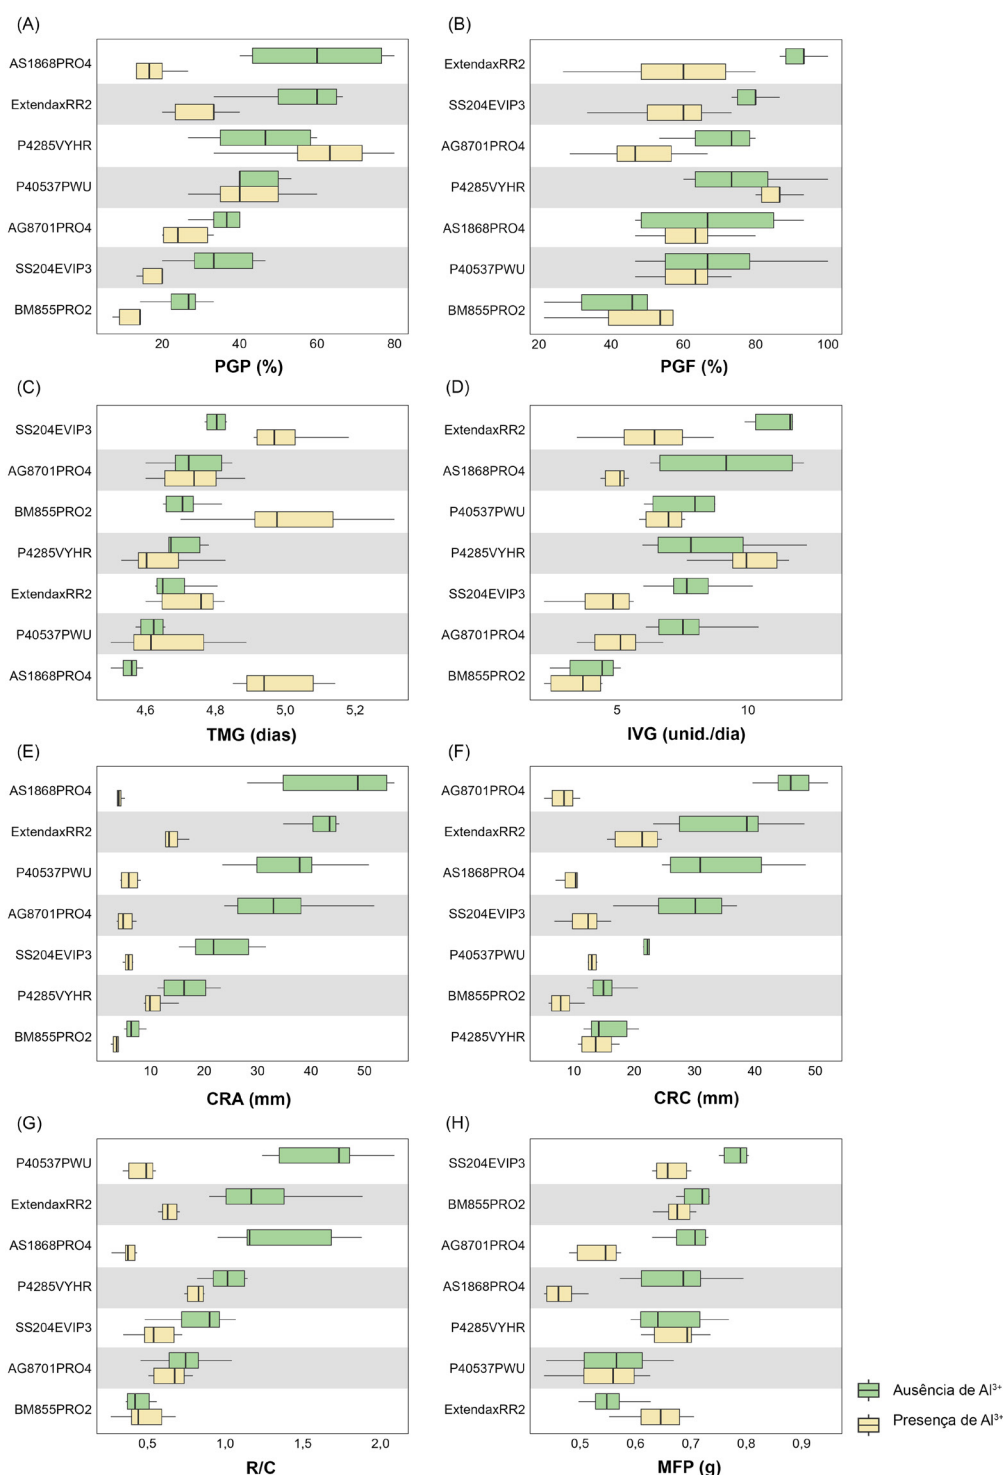 (A)
AS1868PRO4
ExtendaxRR2
P4285VYHR
P40537PWU
AG8701PRO4
SS204EVIP3
BM855PRO2
20 40 60 80
PGP (%)
(B)
ExtendaxRR2
SS204EVIP3
AG8701PRO4
P4285VYHR
AS1868PRO4
P40537PWU
BM855PRO2
20 40 60 80 100
PGF (%)
(C)
SS204EVIP3
AG8701PRO4
BM855PRO2
P4285VYHR
ExtendaxRR2
P40537PWU
AS1868PRO4
4,6 4,8 5,0 5,2
TMG (dias)
(D)
ExtendaxRR2
AS1868PRO4
P40537PWU
P4285VYHR
SS204EVIP3
AG8701PRO4
BM855PRO2
5 10
IVG (unid./dia)
(E)
AS1868PRO4
ExtendaxRR2
P40537PWU
AG8701PRO4
SS204EVIP3
P4285VYHR
BM855PRO2
10 20 30 40 50
CRA (mm)
(F)
AG8701PRO4
ExtendaxRR2
AS1868PRO4
SS204EVIP3
P40537PWU
BM855PRO2
P4285VYHR
10 20 30 40 50
CRC (mm)
(G)
P40537PWU
ExtendaxRR2
AS1868PRO4
P4285VYHR
SS204EVIP3
AG8701PRO4
BM855PRO2
0,5 1,0 1,5 2,0
R/C
(H)
SS204EVIP3
BM855PRO2
AG8701PRO4
AS1868PRO4
P4285VYHR
P40537PWU
ExtendaxRR2
0,5 0,6 0,7 0,8 0,9
MFP (g)
Ausência de Al³⁺
Presença de Al³⁺